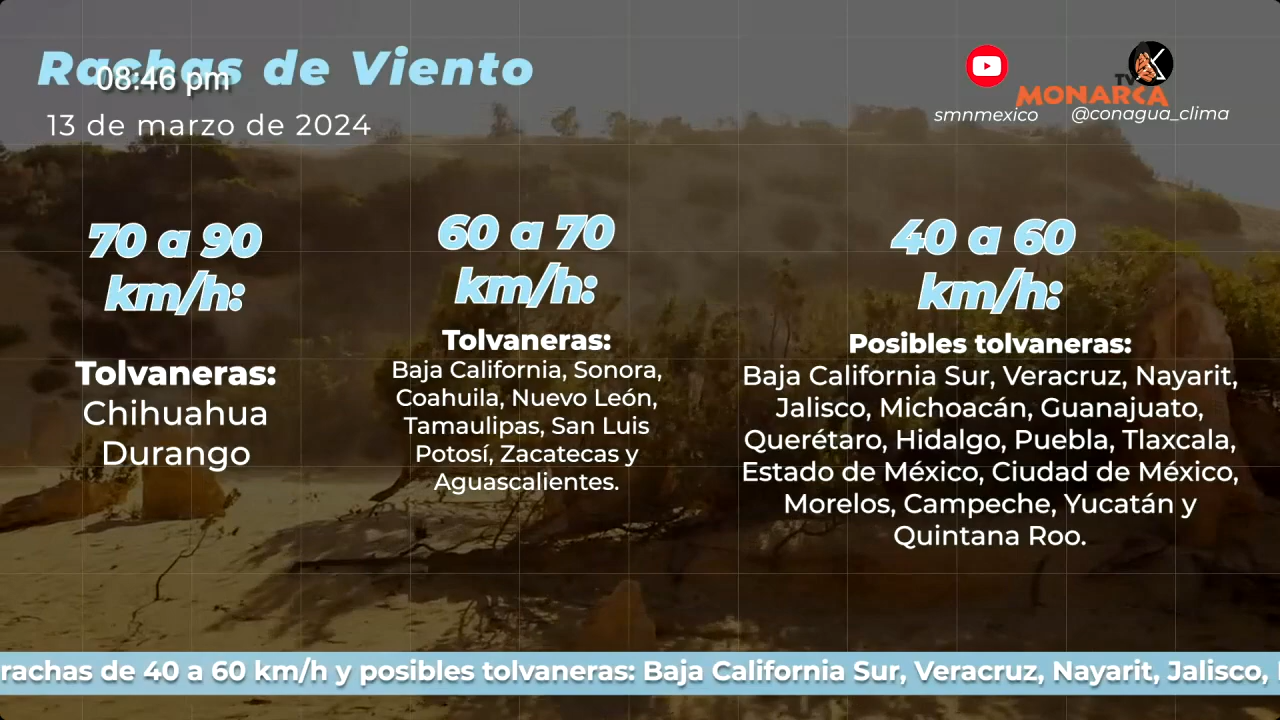 Rachas de Viento
08:46 pm
13 de marzo de 2024
TV
MONARCA
smnmexico
@conagua_clima
70 a 90
km/h:
Tolvaneras:
Chihuahua
Durango
60 a 70
km/h:
Tolvaneras:
Baja California, Sonora,
Coahuila, Nuevo León,
Tamaulipas, San Luis
Potosí, Zacatecas y
Aguascalientes.
40 a 60
km/h:
Posibles tolvaneras:
Baja California Sur, Veracruz, Nayarit,
Jalisco, Michoacán, Guanajuato,
Querétaro, Hidalgo, Puebla, Tlaxcala,
Estado de México, Ciudad de México,
Morelos, Campeche, Yucatán y
Quintana Roo.
rachas de 40 a 60 km/h y posibles tolvaneras: Baja California Sur, Veracruz, Nayarit, Jalisco,